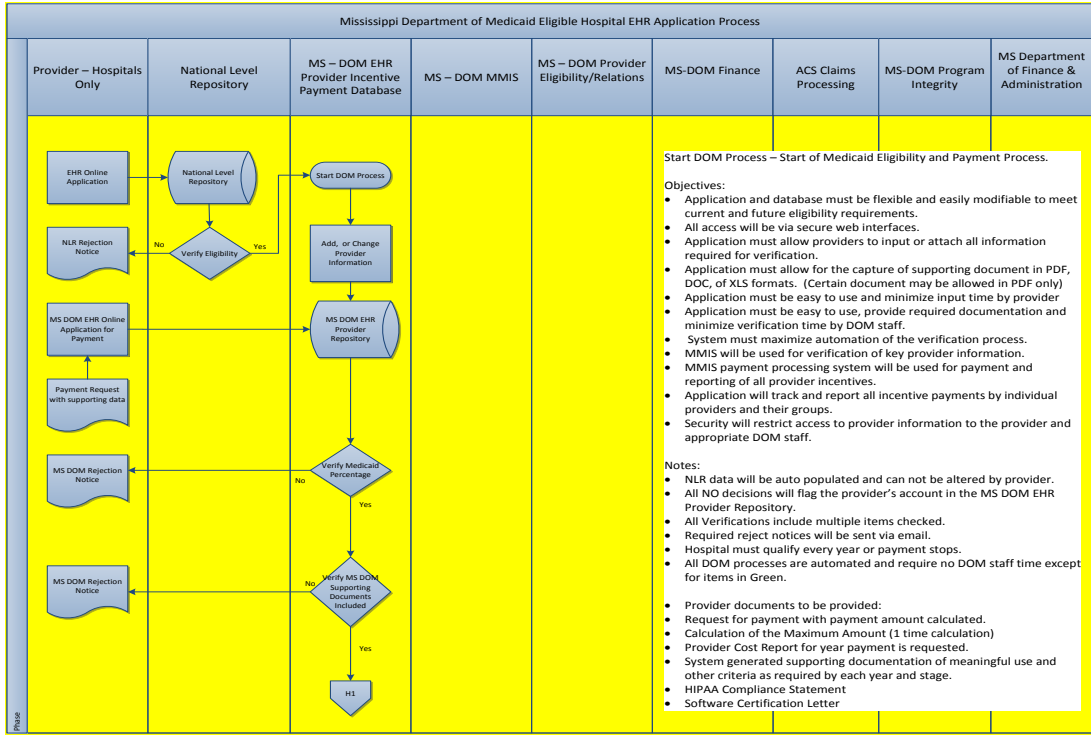 Mississippi Department of Medicaid Eligible Hospital EHR Application Process
Provider – Hospitals
Only
National Level
Repository
MS – DOM EHR
Provider Incentive
Payment Database
MS – DOM MMIS
MS – DOM Provider
Eligibility/Relations
MS-DOM Finance
ACS Claims
Processing
MS-DOM Program
Integrity
MS Department
of Finance &
Administration
Phase
EHR Online
Application
National Level
Repository
Start DOM Process
NLR Rejection
Notice
No
Verify Eligibility
Yes
Add, or Change
Provider
Information
MS DOM EHR Online
Application for
Payment
MS DOM EHR
Provider
Repository
Payment Request
with supporting data
MS DOM Rejection
Notice
No
Verify Medicaid
Percentage
Yes
MS DOM Rejection
Notice
No
Verify MS DOM
Supporting
Documents
Included
Yes
H1
Start DOM Process – Start of Medicaid Eligibility and Payment Process.
Objectives:
• Application and database must be flexible and easily modifiable to meet
current and future eligibility requirements.
• All access will be via secure web interfaces.
• Application must allow providers to input or attach all information
required for verification.
• Application must allow for the capture of supporting document in PDF,
DOC, of XLS formats. (Certain document may be allowed in PDF only)
• Application must be easy to use and minimize input time by provider
• Application must be easy to use, provide required documentation and
minimize verification time by DOM staff.
• System must maximize automation of the verification process.
• MMIS will be used for verification of key provider information.
• MMIS payment processing system will be used for payment and
reporting of all provider incentives.
• Application will track and report all incentive payments by individual
providers and their groups.
• Security will restrict access to provider information to the provider and
appropriate DOM staff.
Notes:
• NLR data will be auto populated and can not be altered by provider.
• All NO decisions will flag the provider's account in the MS DOM EHR
Provider Repository.
• All Verifications include multiple items checked.
• Required reject notices will be sent via email.
• Hospital must qualify every year or payment stops.
• All DOM processes are automated and require no DOM staff time except
for items in Green.
• Provider documents to be provided:
• Request for payment with payment amount calculated.
• Calculation of the Maximum Amount (1 time calculation)
• Provider Cost Report for year payment is requested.
• System generated supporting documentation of meaningful use and
other criteria as required by each year and stage.
• HIPAA Compliance Statement
• Software Certification Letter